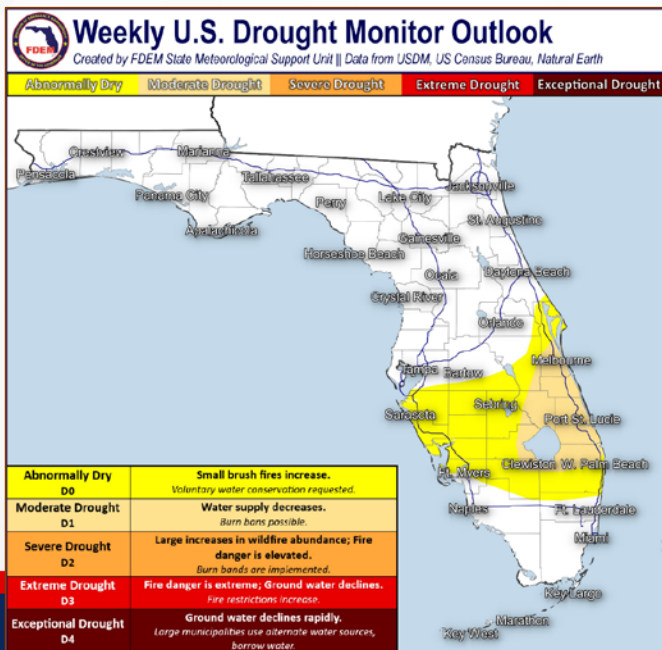 FDEM
Weekly U.S. Drought Monitor Outlook
Created by FDEM State Meteorological Support Unit || Data from USDM, US Census Bureau, Natural Earth
Abnormally Dry Moderate Drought Severe Drought Extreme Drought Exceptional Drought
Crestview
Marianna
Pensacola
Tallahassee
Jacksonville
Panama City
Perry
Lake City
Apalachicola
St. Augustine
Gainesville
Horseshoe Beach
Ocala
Daytona Beach
Crystal River
Orlando
Melbourne
Tampa
Bartow
Sebring
Sarasota
Port St. Lucie
Clewiston
W. Palm Beach
Ft. Myers
Naples
Ft. Lauderdale
Miami
Key Largo
Marathon
Key West
Abnormally Dry
D0
Small brush fires increase.
Voluntary water conservation requested.
Moderate Drought
D1
Water supply decreases.
Burn bans possible.
Severe Drought
D2
Large increases in wildfire abundance; Fire
danger is elevated.
Burn bands are implemented.
Extreme Drought
D3
Fire danger is extreme; Ground water declines.
Fire restrictions increase.
Exceptional Drought
D4
Ground water declines rapidly.
Large municipalities use alternate water sources,
borrow water.